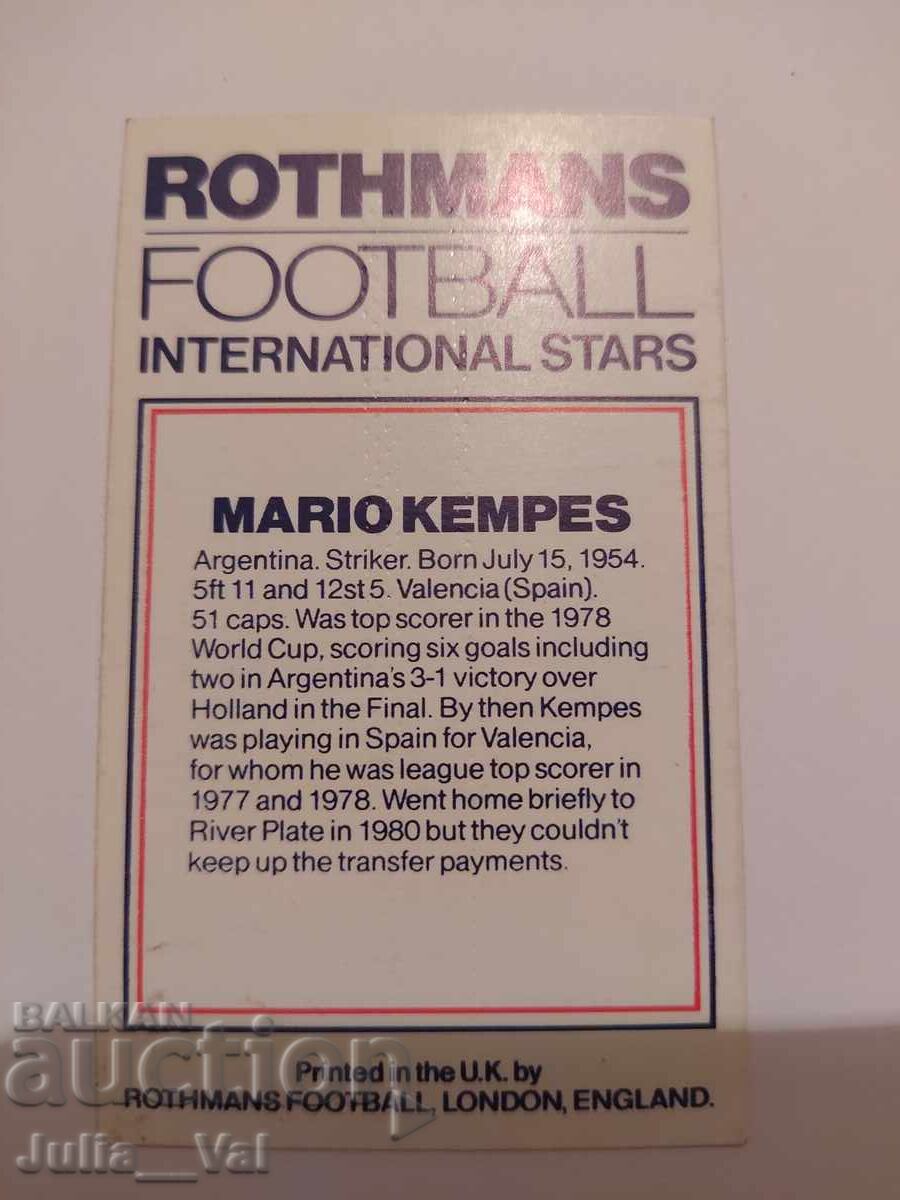 ROTHMANS
FOOTBALL
INTERNATIONAL STARS
MARIO KEMPES
Argentina. Striker. Born July 15, 1954.
5ft 11 and 12st 5. Valencia (Spain).
51 caps. Was top scorer in the 1978
World Cup, scoring six goals including
two in Argentina's 3-1 victory over
Holland in the Final. By then Kempes
was playing in Spain for Valencia,
for whom he was league top scorer in
1977 and 1978. Went home briefly to
River Plate in 1980 but they couldn't
keep up the transfer payments.
BALKAN
auction
Printed in the U.K. by
ROTHMANS FOOTBALL, LONDON, ENGLAND.
Julia__Val